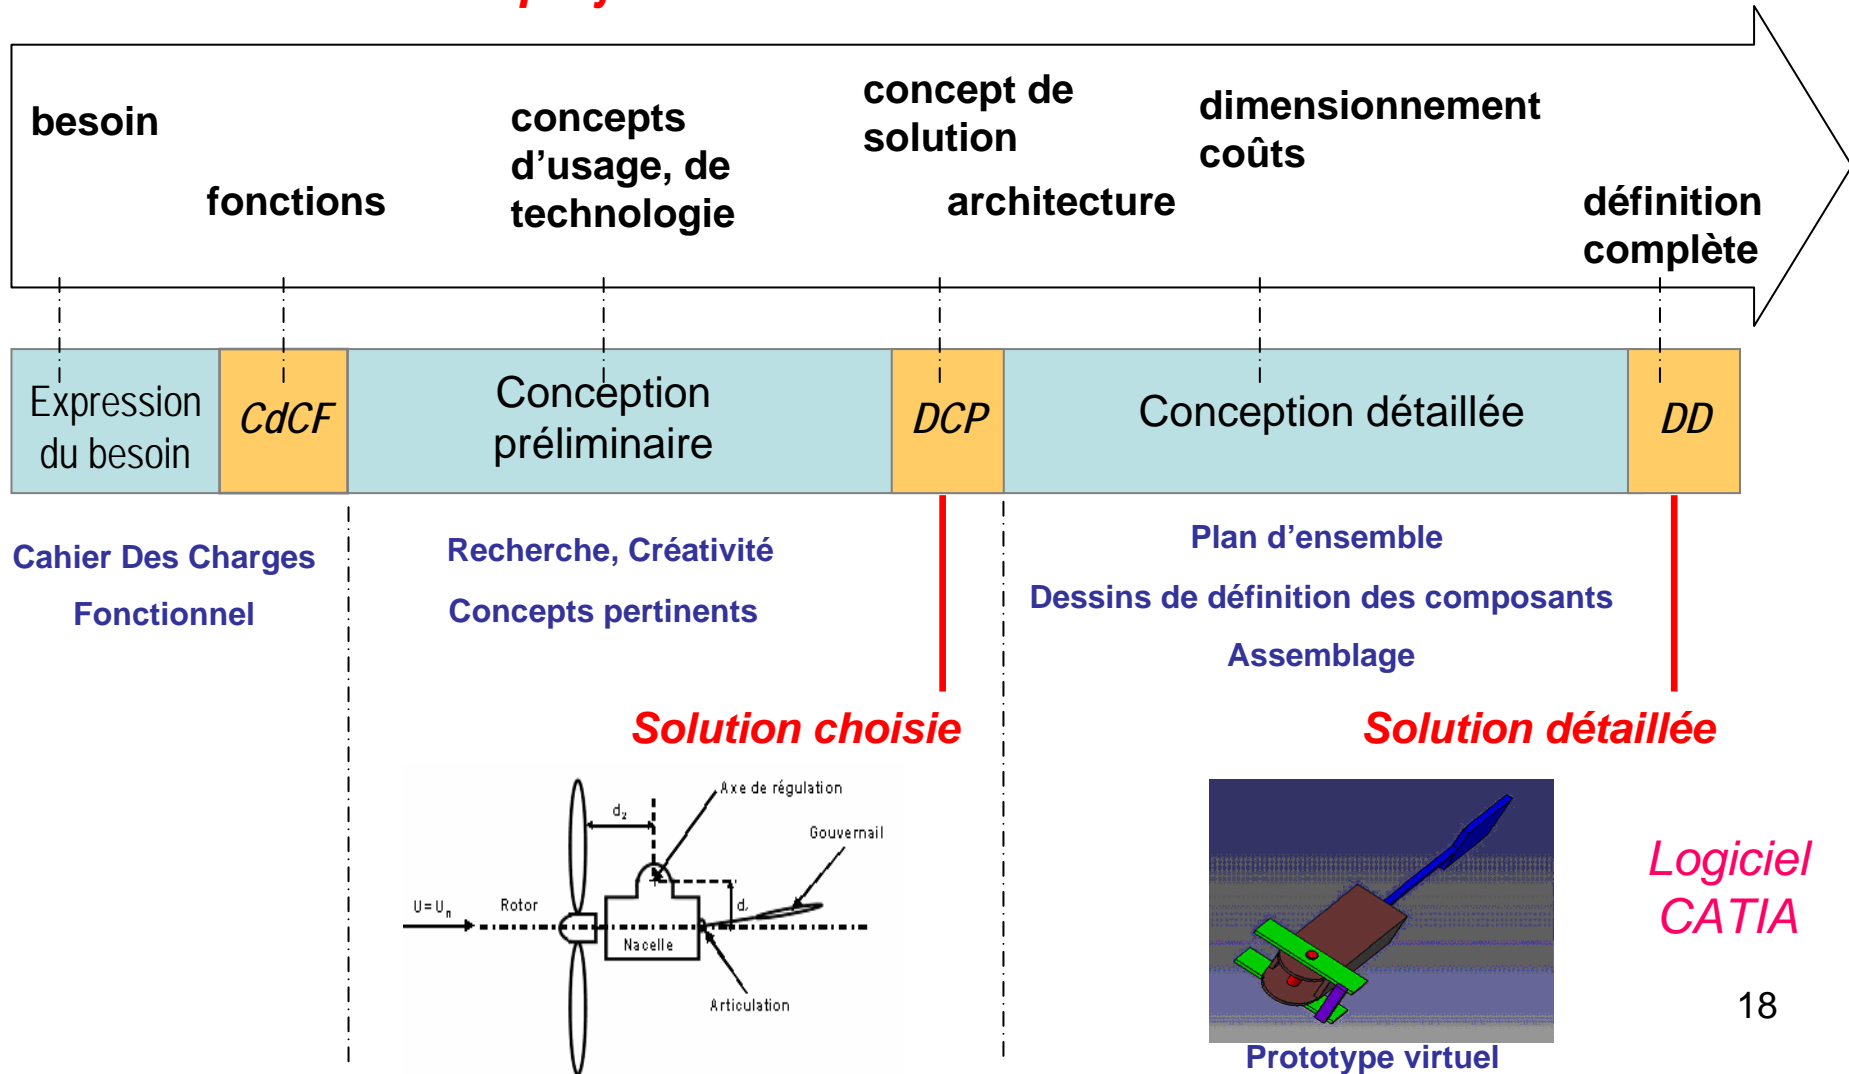 besoin
fonctions
concepts
d’usage, de
technologie
concept de
solution
architecture
dimensionnement
coûts
définition
complète
Expression
du besoin
CdCF
Conception
préliminaire
DCP
Conception détaillée
DD
Cahier Des Charges
Fonctionnel
Recherche, Créativité
Concepts pertinents
Plan d’ensemble
Dessins de définition des composants
Assemblage
Solution choisie
Solution détaillée
Axe de régulation
d₂
Gouvernail
U=Uₙ
Rotor
Nacelle
Articulation
Logiciel
CATIA
18
Prototype virtuel